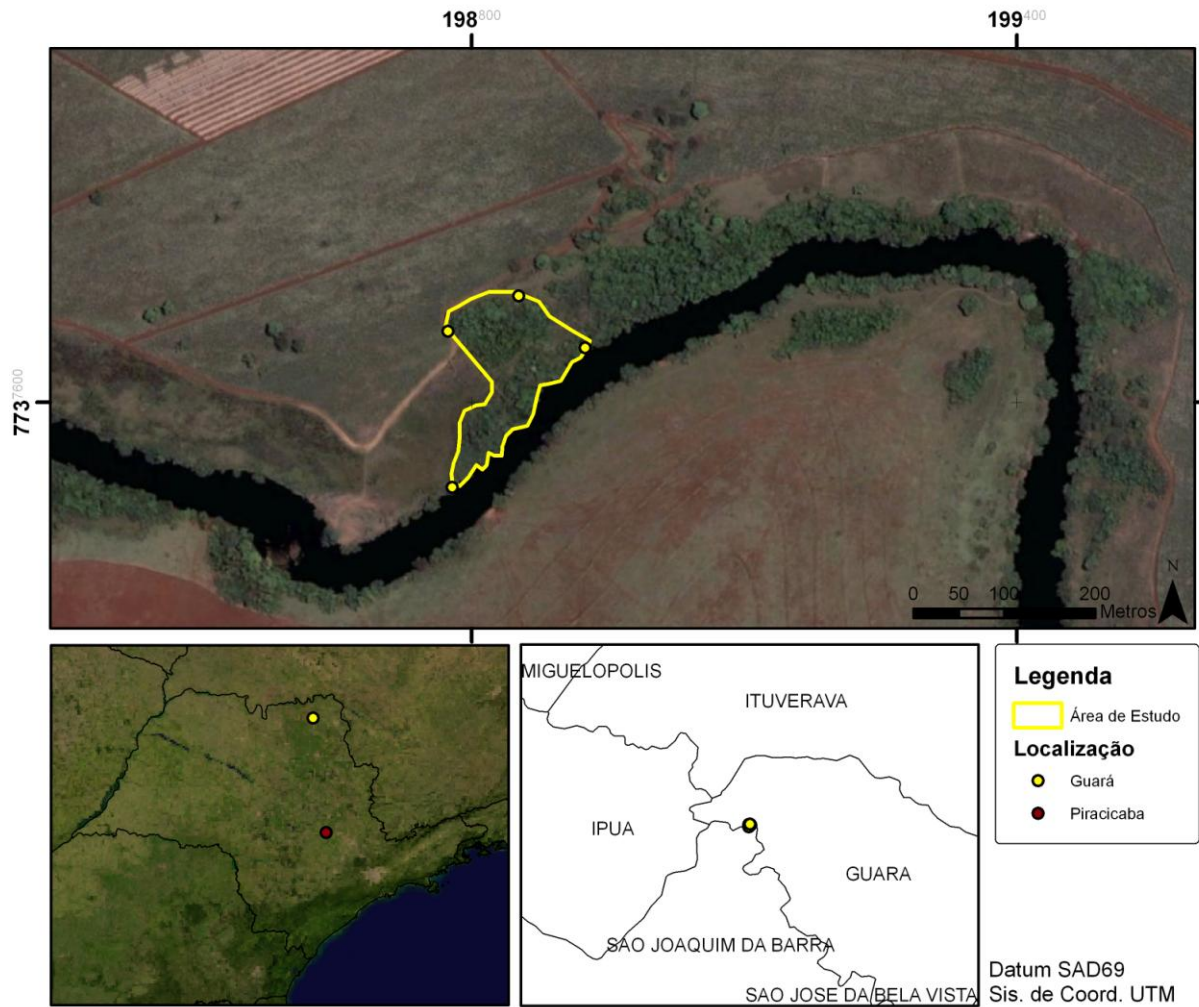 198800 199400
7737600
0 50 100 200
Metros
N
MIGUELOPOLIS
ITUVERAVA
IPUA
GUARA
SAO JOAQUIM DA BARRA
SAO JOSE DA BELA VISTA
Legenda
Área de Estudo
Localização
Guará
Piracicaba
Datum SAD69
Sis. de Coord. UTM